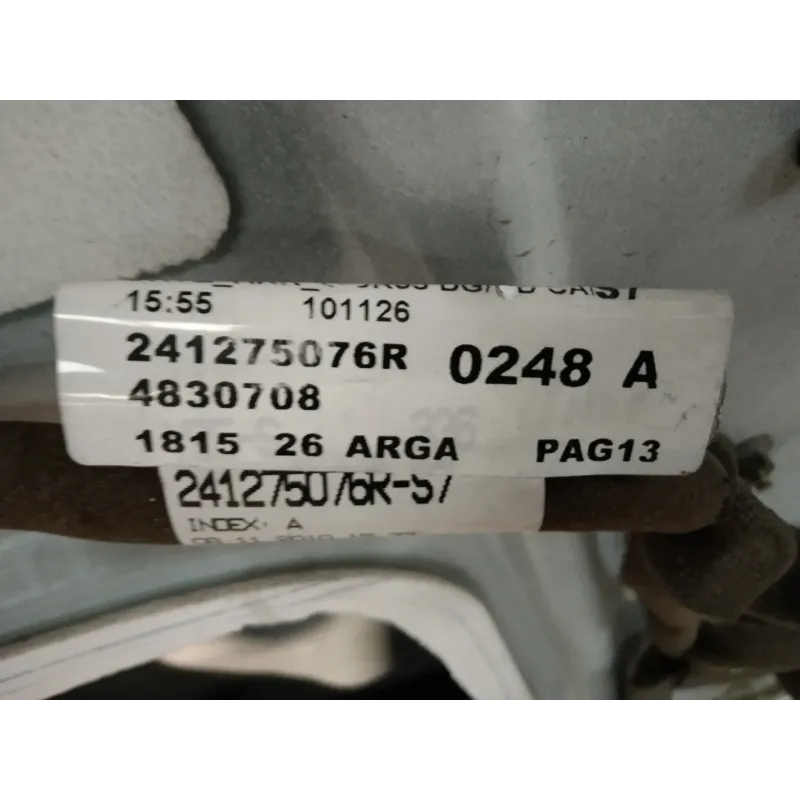 15:55 101126
241275076R 0248 A
4830708
1815 26 ARGA PAG13
241275076R-S7
INDEX: A